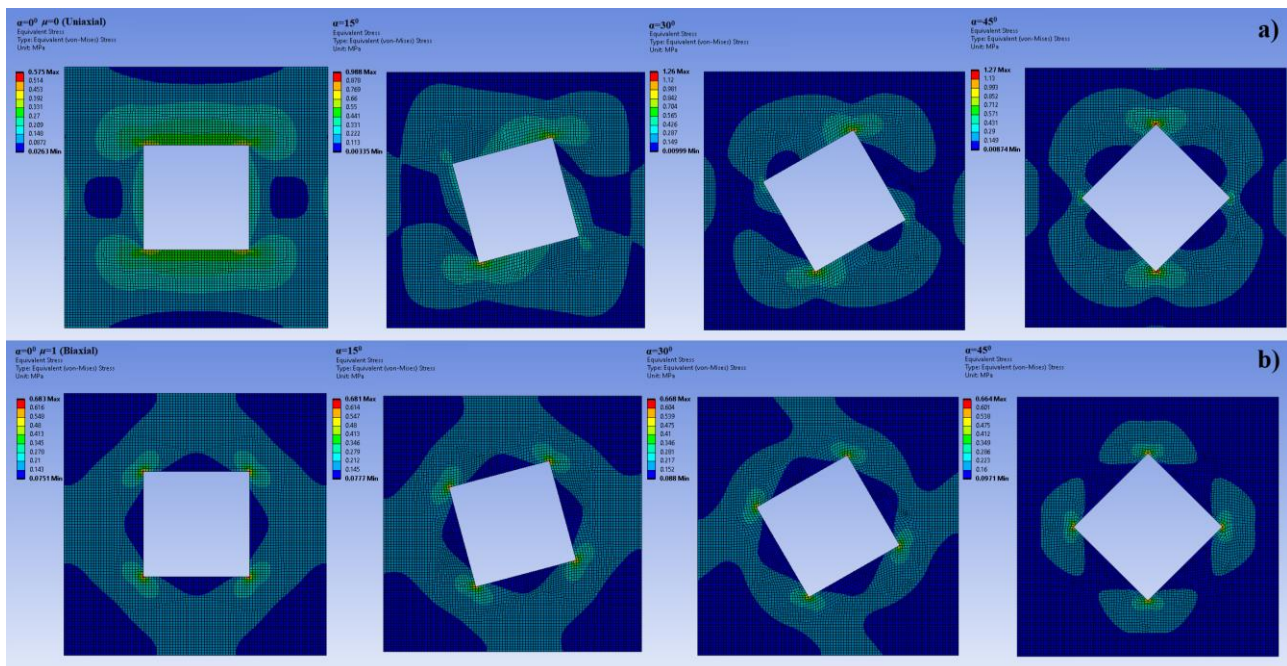 α=0⁰ μ=0 (Uniaxial)
Equivalent Stress
Type: Equivalent (von-Mises) Stress
Unit: MPa
0.575 Max
0.514
0.453
0.392
0.331
0.27
0.209
0.148
0.0872
0.0263 Min
α=15⁰
Equivalent Stress
Type: Equivalent (von-Mises) Stress
Unit: MPa
0.988 Max
0.878
0.769
0.66
0.55
0.441
0.331
0.222
0.113
0.00335 Min
α=30⁰
Equivalent Stress
Type: Equivalent (von-Mises) Stress
Unit: MPa
1.26 Max
1.12
0.981
0.842
0.704
0.565
0.426
0.287
0.149
0.00999 Min
α=45⁰
Equivalent Stress
Type: Equivalent (von-Mises) Stress
Unit: MPa
1.27 Max
1.13
0.993
0.852
0.712
0.571
0.431
0.29
0.149
0.00874 Min
a)
α=0⁰ μ=1 (Biaxial)
Equivalent Stress
Type: Equivalent (von-Mises) Stress
Unit: MPa
0.683 Max
0.616
0.548
0.48
0.413
0.345
0.278
0.21
0.143
0.0751 Min
α=15⁰
Equivalent Stress
Type: Equivalent (von-Mises) Stress
Unit: MPa
0.681 Max
0.614
0.547
0.48
0.413
0.346
0.279
0.212
0.145
0.0777 Min
α=30⁰
Equivalent Stress
Type: Equivalent (von-Mises) Stress
Unit: MPa
0.668 Max
0.604
0.539
0.475
0.41
0.346
0.281
0.217
0.152
0.088 Min
α=45⁰
Equivalent Stress
Type: Equivalent (von-Mises) Stress
Unit: MPa
0.664 Max
0.601
0.538
0.475
0.412
0.349
0.286
0.223
0.16
0.0971 Min
b)